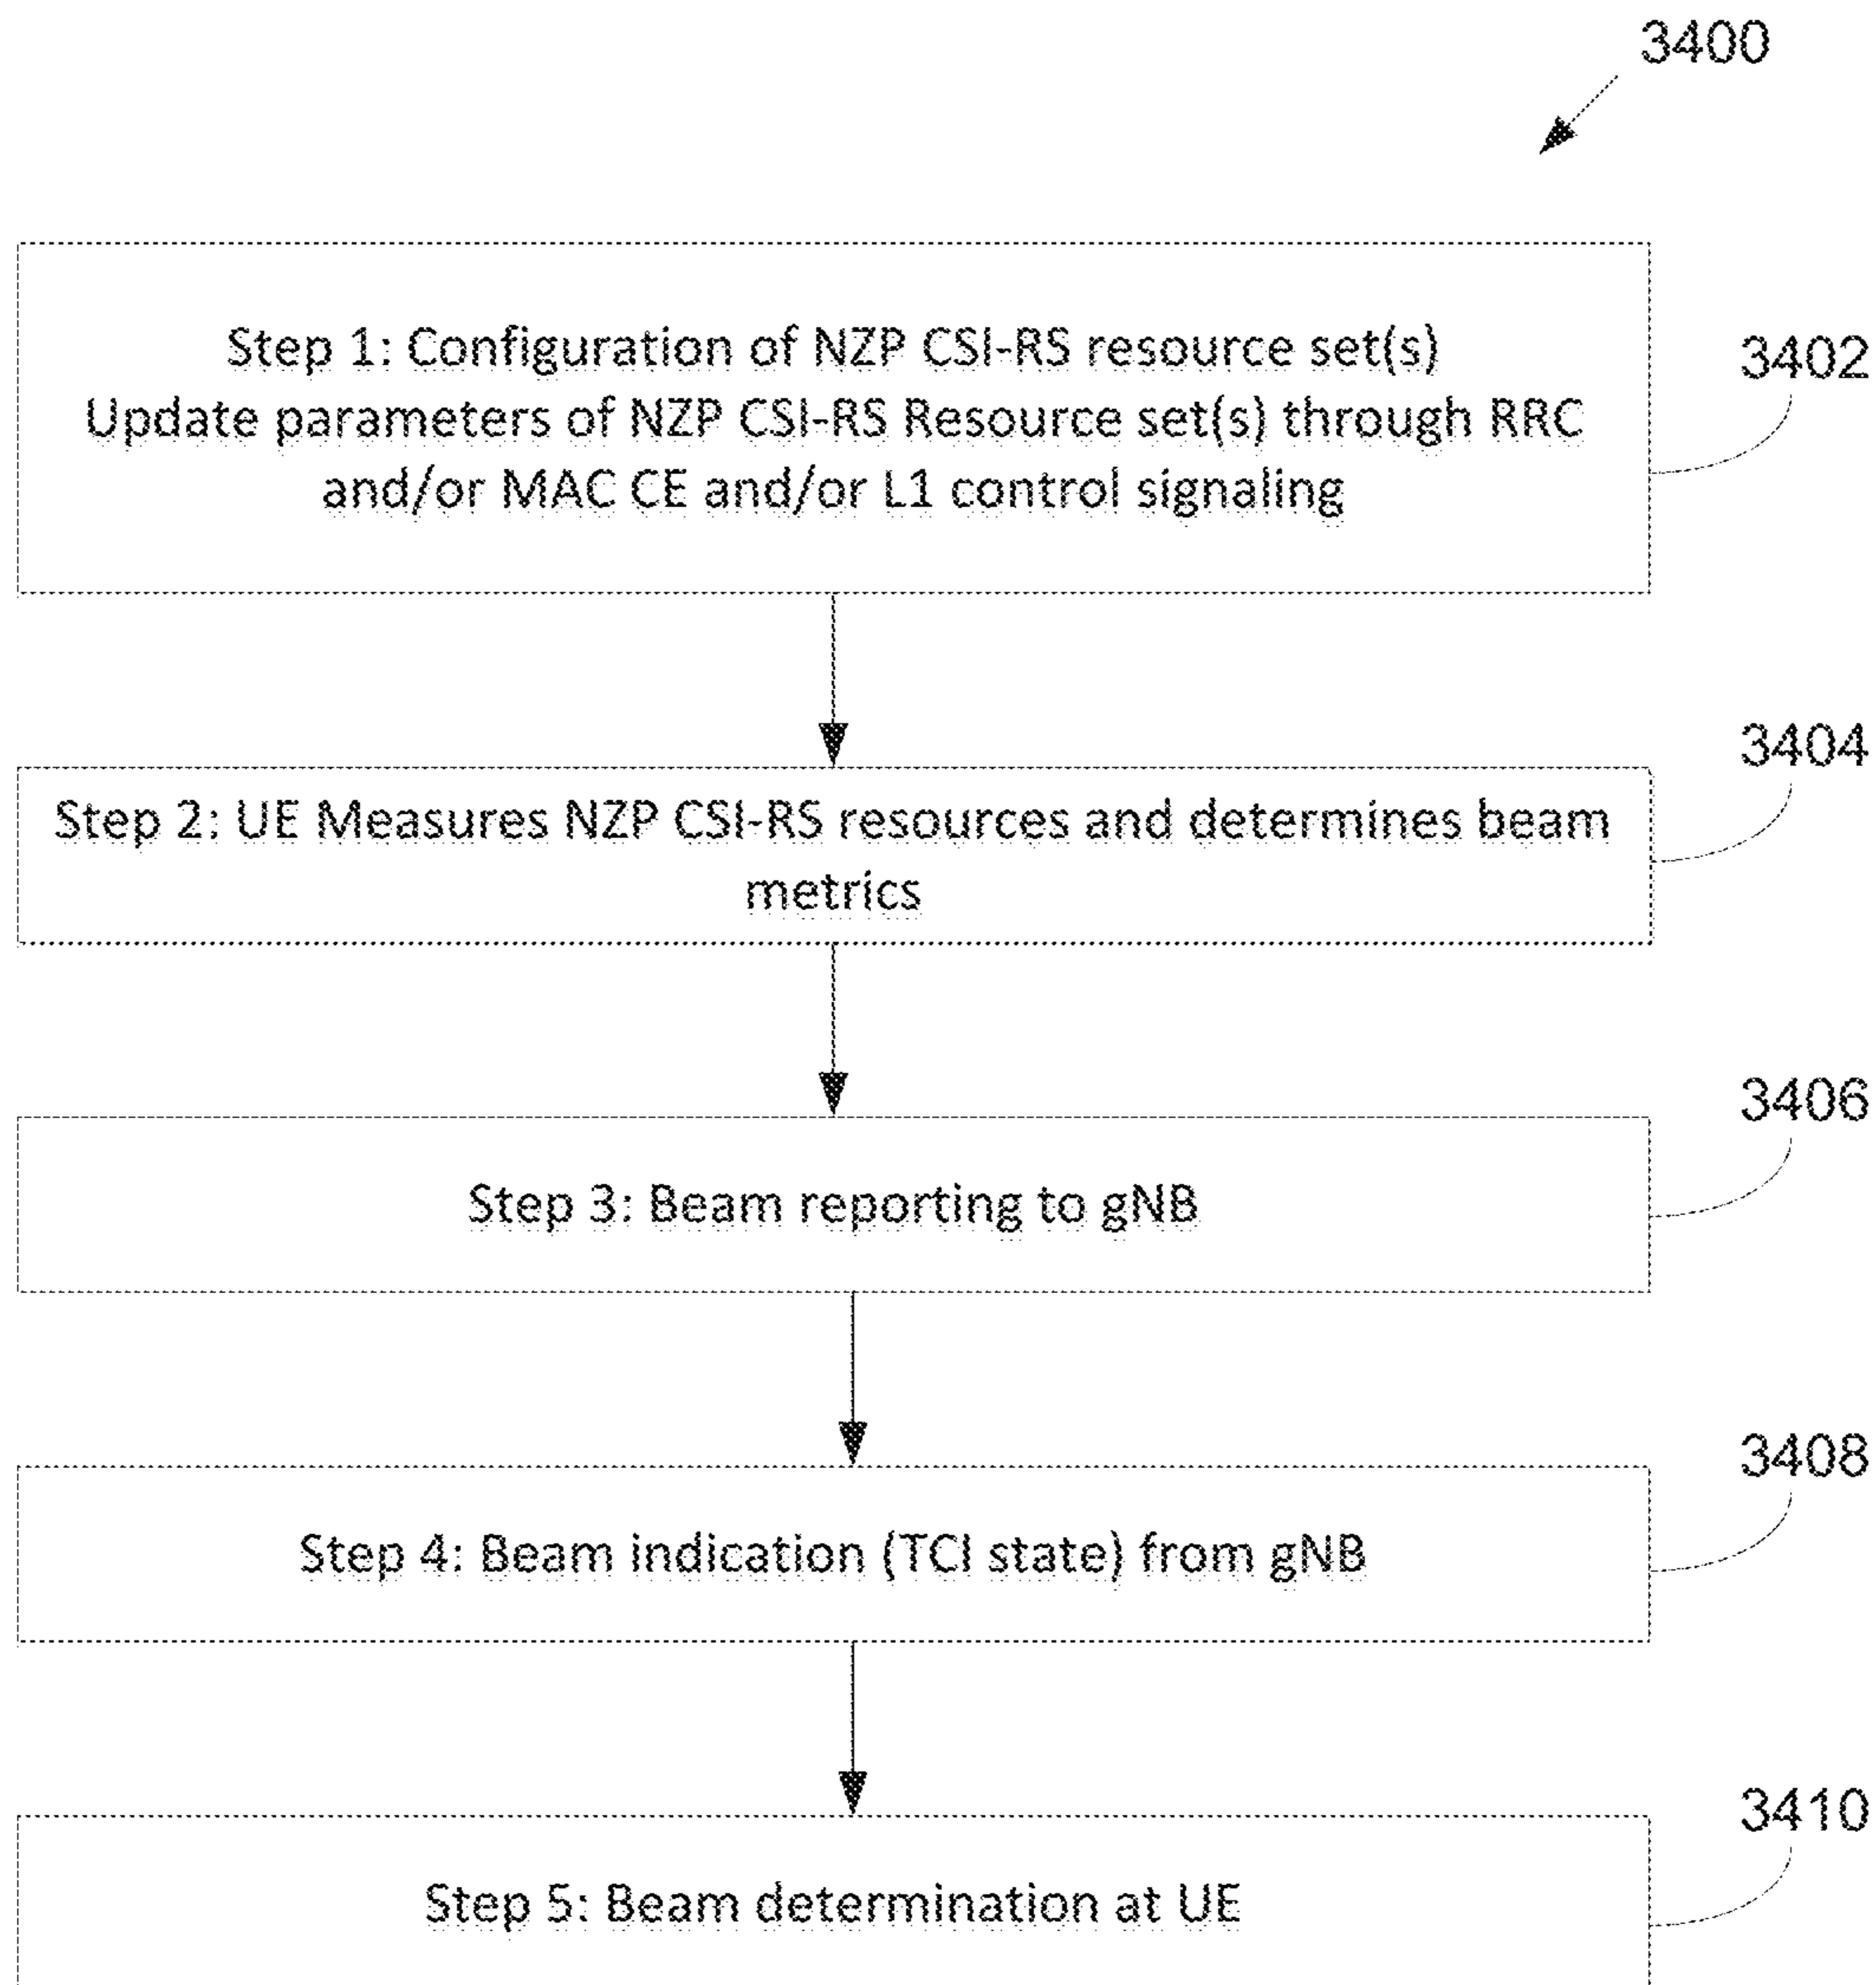 3400
Step 1: Configuration of NZP CSI-RS resource set(s)
Update parameters of NZP CSI-RS Resource set(s) through RRC
and/or MAC CE and/or L1 control signaling
3402
Step 2: UE Measures NZP CSI-RS resources and determines beam
metrics
3404
Step 3: Beam reporting to gNB
3406
Step 4: Beam indication (TCI state) from gNB
3408
Step 5: Beam determination at UE
3410